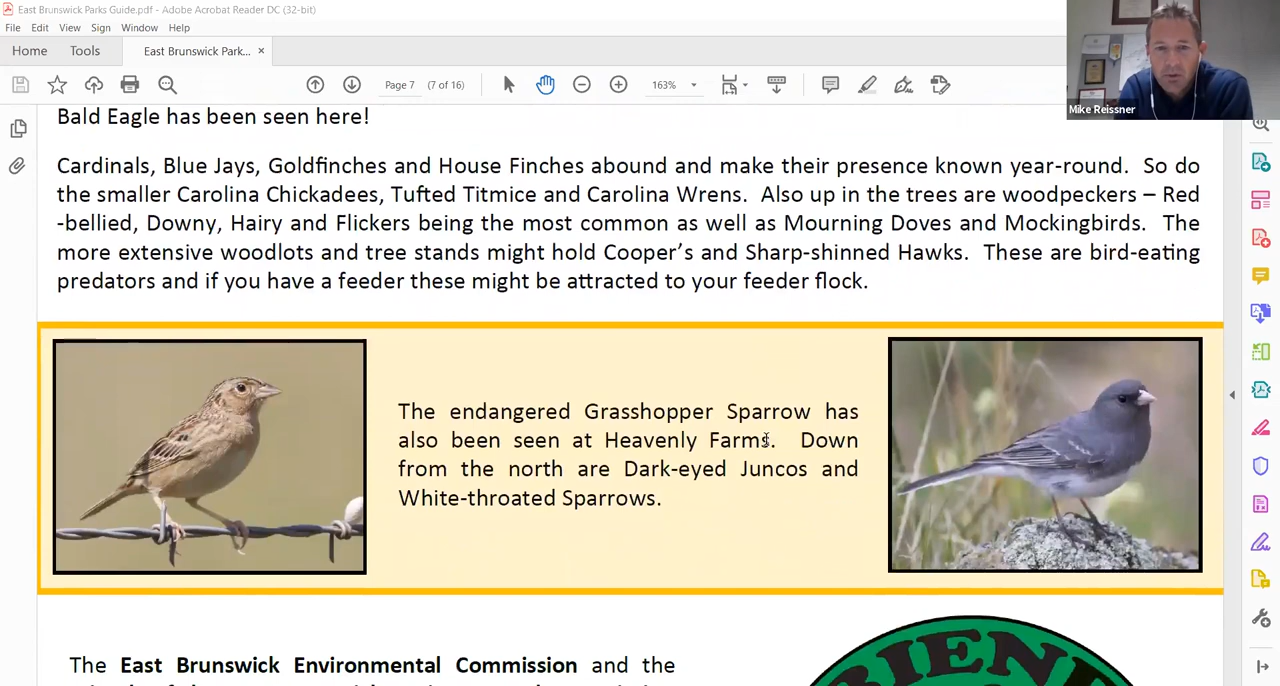 East Brunswick Parks Guide.pdf - Adobe Acrobat Reader DC (32-bit)
File Edit View Sign Window Help
Home Tools East Brunswick Park... ×
Page 7 (7 of 16) 163%
Mike Reissner
Bald Eagle has been seen here!
Cardinals, Blue Jays, Goldfinches and House Finches abound and make their presence known year-round. So do
the smaller Carolina Chickadees, Tufted Titmice and Carolina Wrens. Also up in the trees are woodpeckers – Red
-bellied, Downy, Hairy and Flickers being the most common as well as Mourning Doves and Mockingbirds. The
more extensive woodlots and tree stands might hold Cooper's and Sharp-shinned Hawks. These are bird-eating
predators and if you have a feeder these might be attracted to your feeder flock.
The endangered Grasshopper Sparrow has
also been seen at Heavenly Farms. Down
from the north are Dark-eyed Juncos and
White-throated Sparrows.
The East Brunswick Environmental Commission and the